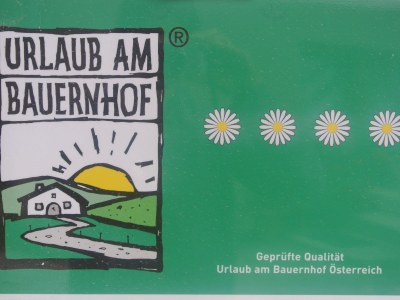 URLAUB AM
BAUERNHOF
®
Geprüfte Qualität
Urlaub am Bauernhof Österreich